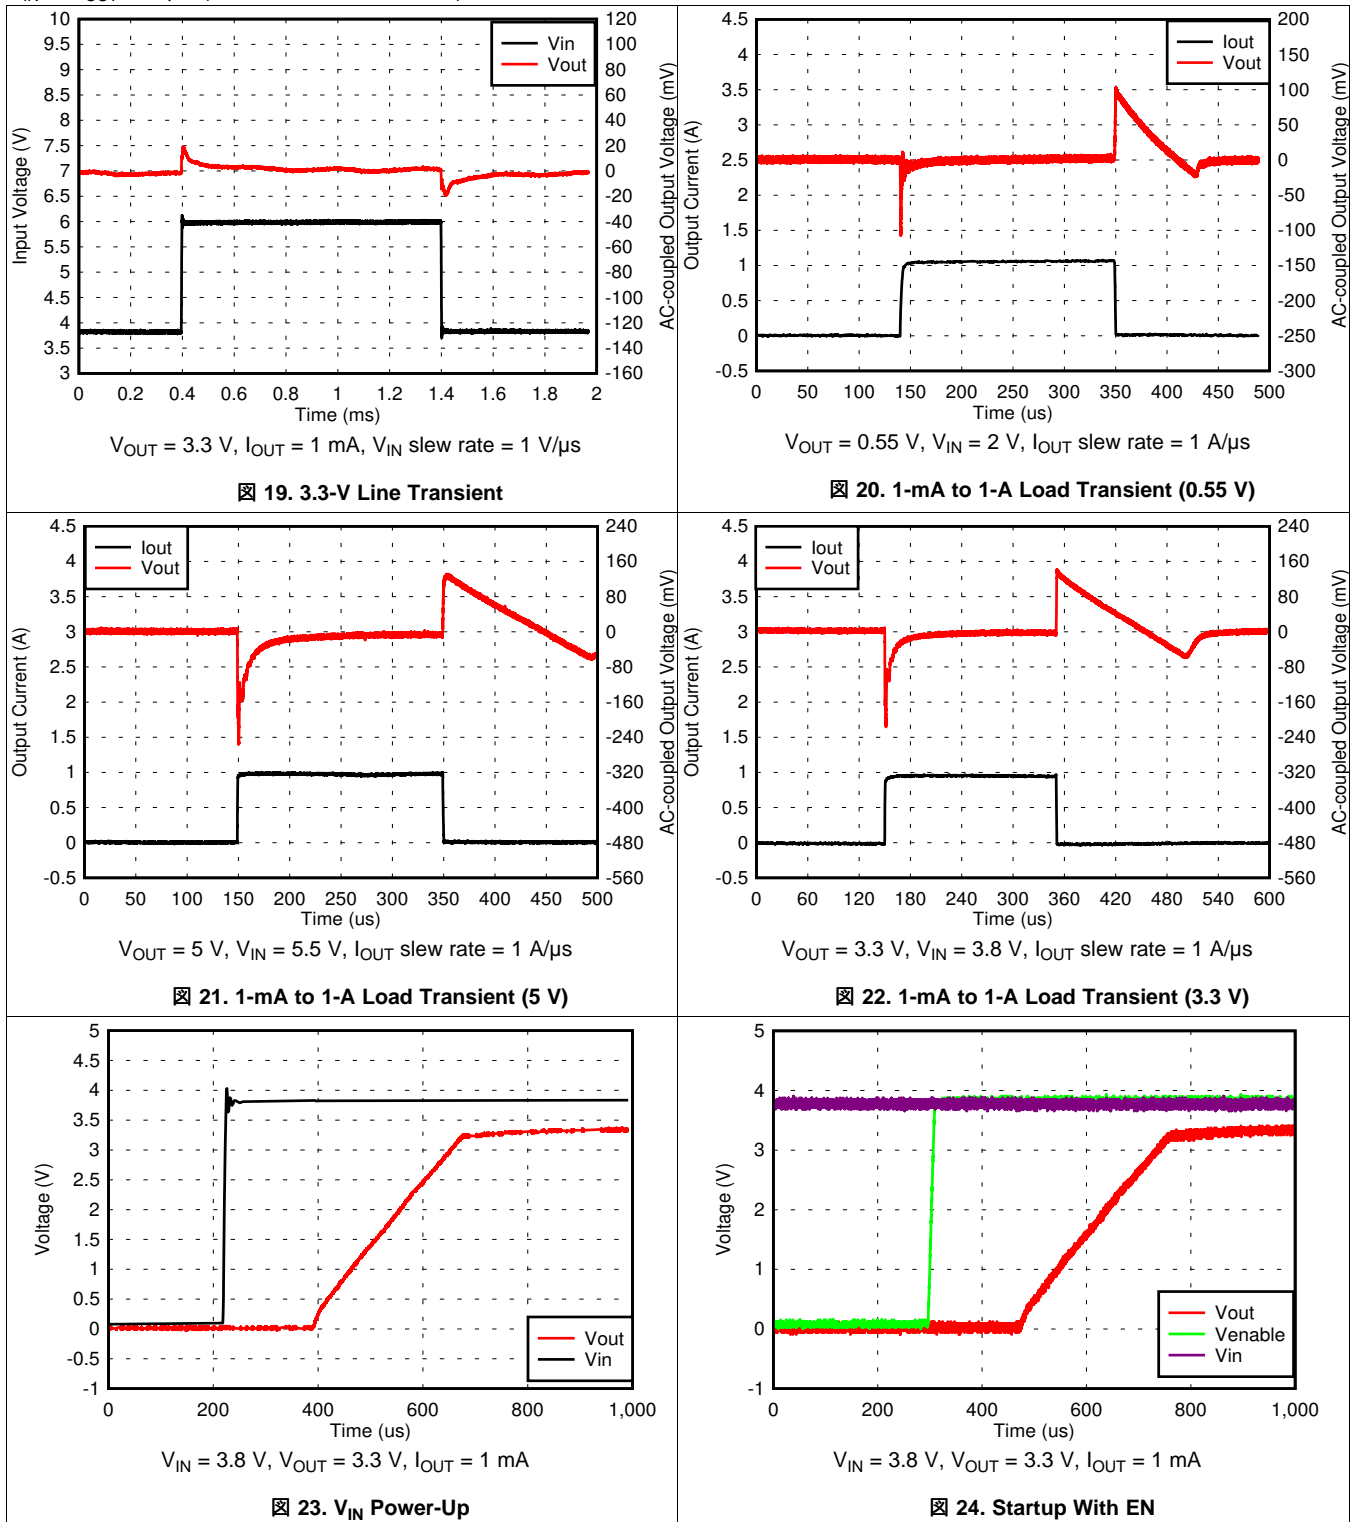 10
9.5
9
8.5
8
7.5
7
6.5
6
5.5
5
4.5
4
3.5
3
Input Voltage (V)
120
100
80
60
40
20
0
-20
-40
-60
-80
-100
-120
-140
-160
AC-coupled Output Voltage (mV)
Vin
Vout
0 0.2 0.4 0.6 0.8 1 1.2 1.4 1.6 1.8 2
Time (ms)
VOUT = 3.3 V, IOUT = 1 mA, VIN slew rate = 1 V/µs
図 19. 3.3-V Line Transient
4.5
4
3.5
3
2.5
2
1.5
1
0.5
0
-0.5
Output Current (A)
200
150
100
50
0
-50
-100
-150
-200
-250
-300
AC-coupled Output Voltage (mV)
Iout
Vout
0 50 100 150 200 250 300 350 400 450 500
Time (us)
VOUT = 0.55 V, VIN = 2 V, IOUT slew rate = 1 A/µs
図 20. 1-mA to 1-A Load Transient (0.55 V)
4.5
4
3.5
3
2.5
2
1.5
1
0.5
0
-0.5
Output Current (A)
240
160
80
0
-80
-160
-240
-320
-400
-480
-560
AC-coupled Output Voltage (mV)
Iout
Vout
0 50 100 150 200 250 300 350 400 450 500
Time (us)
VOUT = 5 V, VIN = 5.5 V, IOUT slew rate = 1 A/µs
図 21. 1-mA to 1-A Load Transient (5 V)
4.5
4
3.5
3
2.5
2
1.5
1
0.5
0
-0.5
Output Current (A)
240
160
80
0
-80
-160
-240
-320
-400
-480
-560
AC-coupled Output Voltage (mV)
Iout
Vout
0 60 120 180 240 300 360 420 480 540 600
Time (us)
VOUT = 3.3 V, VIN = 3.8 V, IOUT slew rate = 1 A/µs
図 22. 1-mA to 1-A Load Transient (3.3 V)
5
4.5
4
3.5
3
2.5
2
1.5
1
0.5
0
-0.5
-1
Voltage (V)
Vout
Vin
0 200 400 600 800 1,000
Time (us)
VIN = 3.8 V, VOUT = 3.3 V, IOUT = 1 mA
図 23. VIN Power-Up
5
4
3
2
1
0
-1
Voltage (V)
Vout
Venable
Vin
0 200 400 600 800 1,000
Time (us)
VIN = 3.8 V, VOUT = 3.3 V, IOUT = 1 mA
図 24. Startup With EN